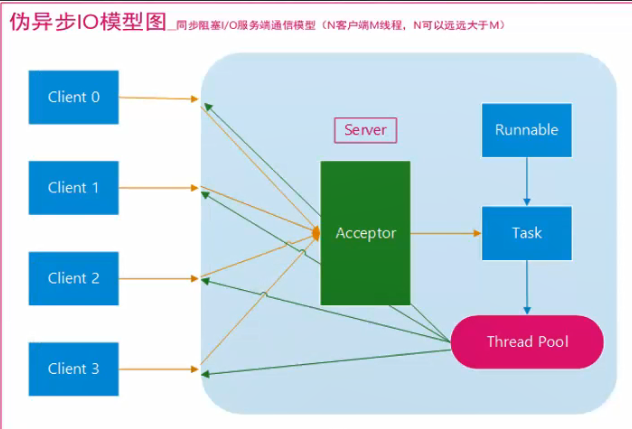 伪异步IO模型图_同步阻塞I/O服务端通信模型（N客户端M线程，N可以远远大于M）
Client 0
Server
Runnable
Client 1
Acceptor
Task
Client 2
Thread Pool
Client 3